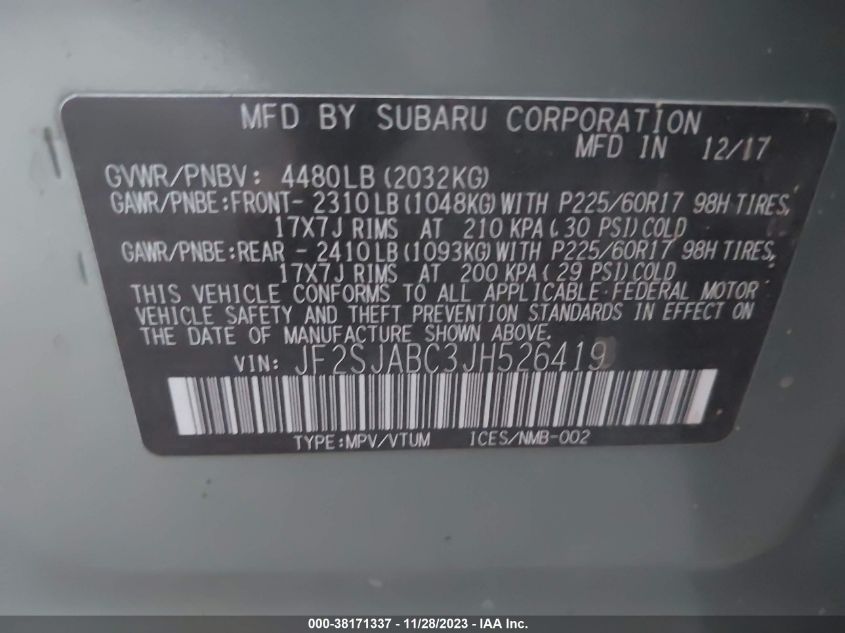 MFD BY SUBARU CORPORATION
MFD IN 12/17
GVWR/PNBV: 4480LB (2032KG)
GAWR/PNBE:FRONT- 2310LB (1048KG) WITH P225/60R17 98H TIRES,
17X7J RIMS AT 210 KPA( 30 PSI)COLD
GAWR/PNBE:REAR - 2410LB (1093KG) WITH P225/60R17 98H TIRES,
17X7J RIMS AT 200 KPA( 29 PSI)COLD
THIS VEHICLE CONFORMS TO ALL APPLICABLE FEDERAL MOTOR
VEHICLE SAFETY AND THEFT PREVENTION STANDARDS IN EFFECT ON
THE DATE OF MANUFACTURE SHOWN ABOVE.
VIN: JF2SJABC3JH526419
TYPE:MPV/VTUM ICES/NMB-002
000-38171337 - 11/28/2023 - IAA Inc.